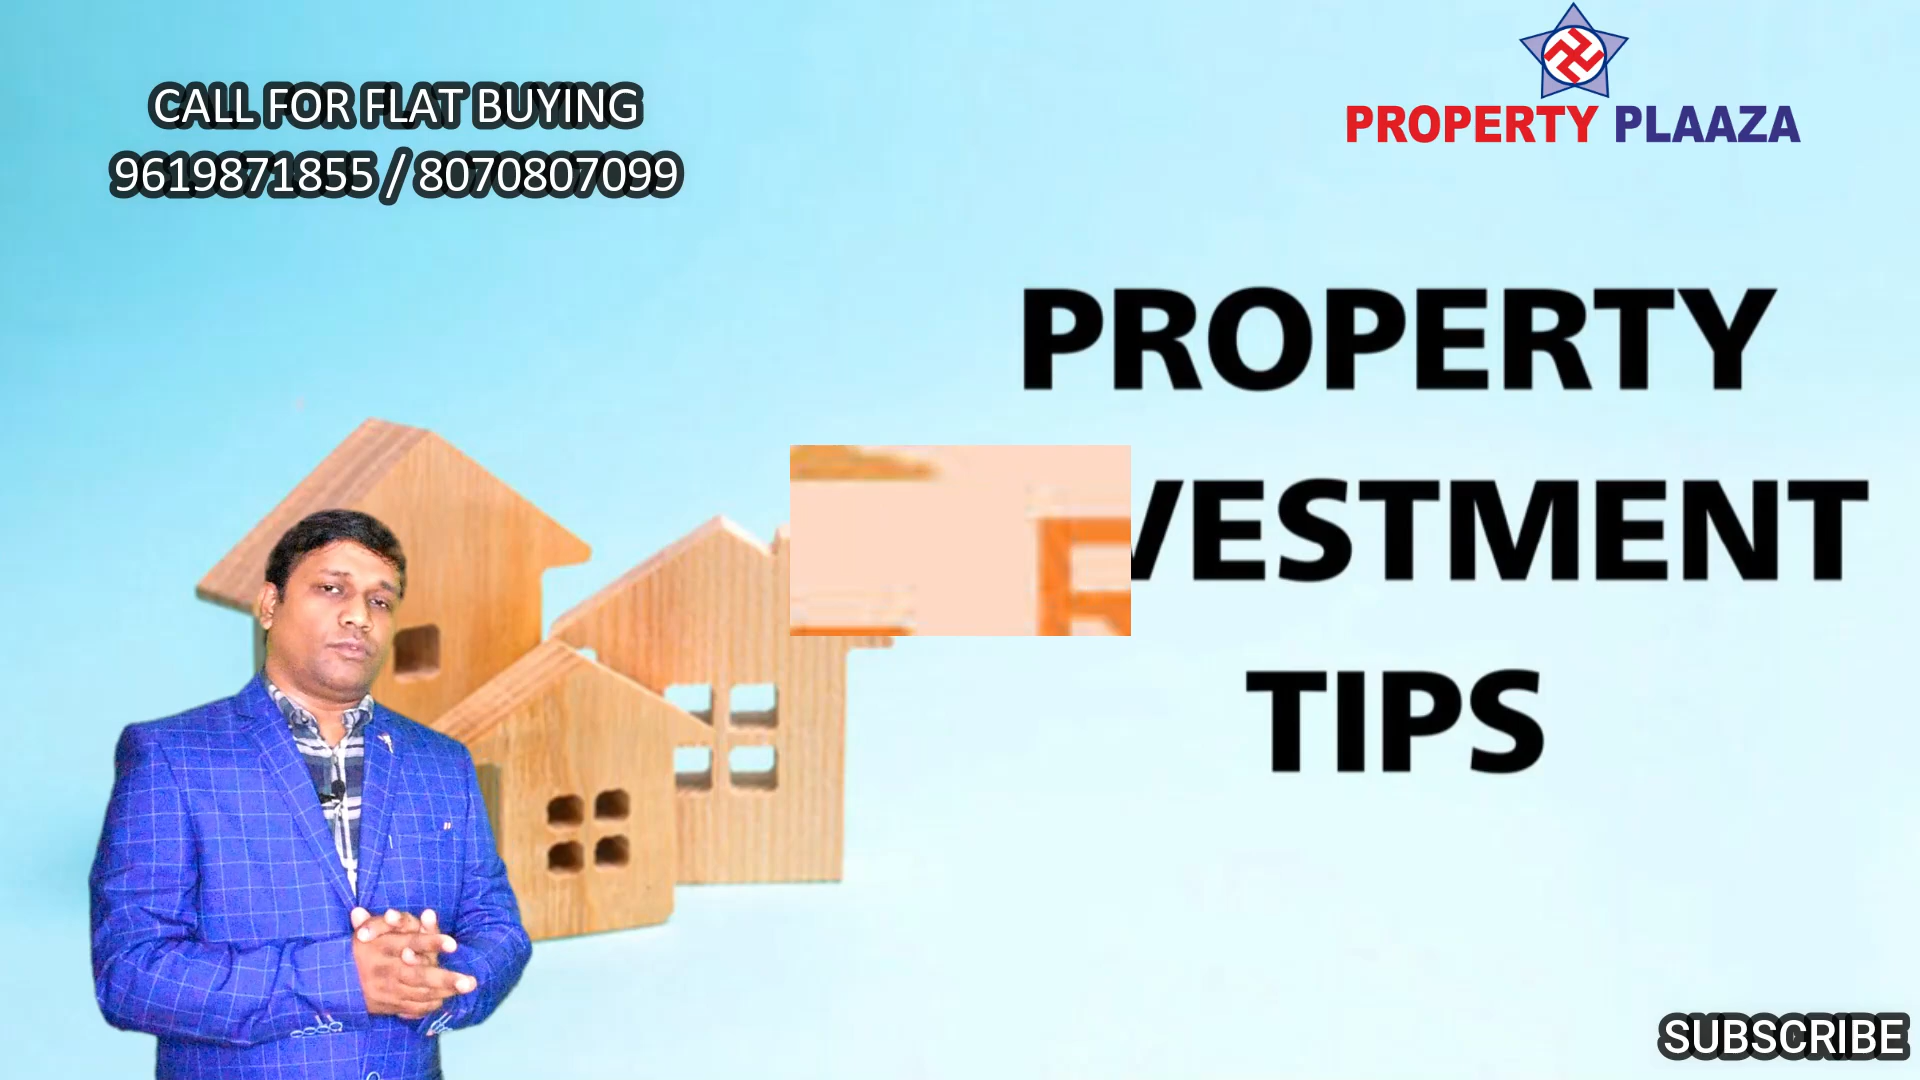 CALL FOR FLAT BUYING
9619871855 / 8070807099
PROPERTY PLAAZA
PROPERTY
VESTMENT
TIPS
SUBSCRIBE